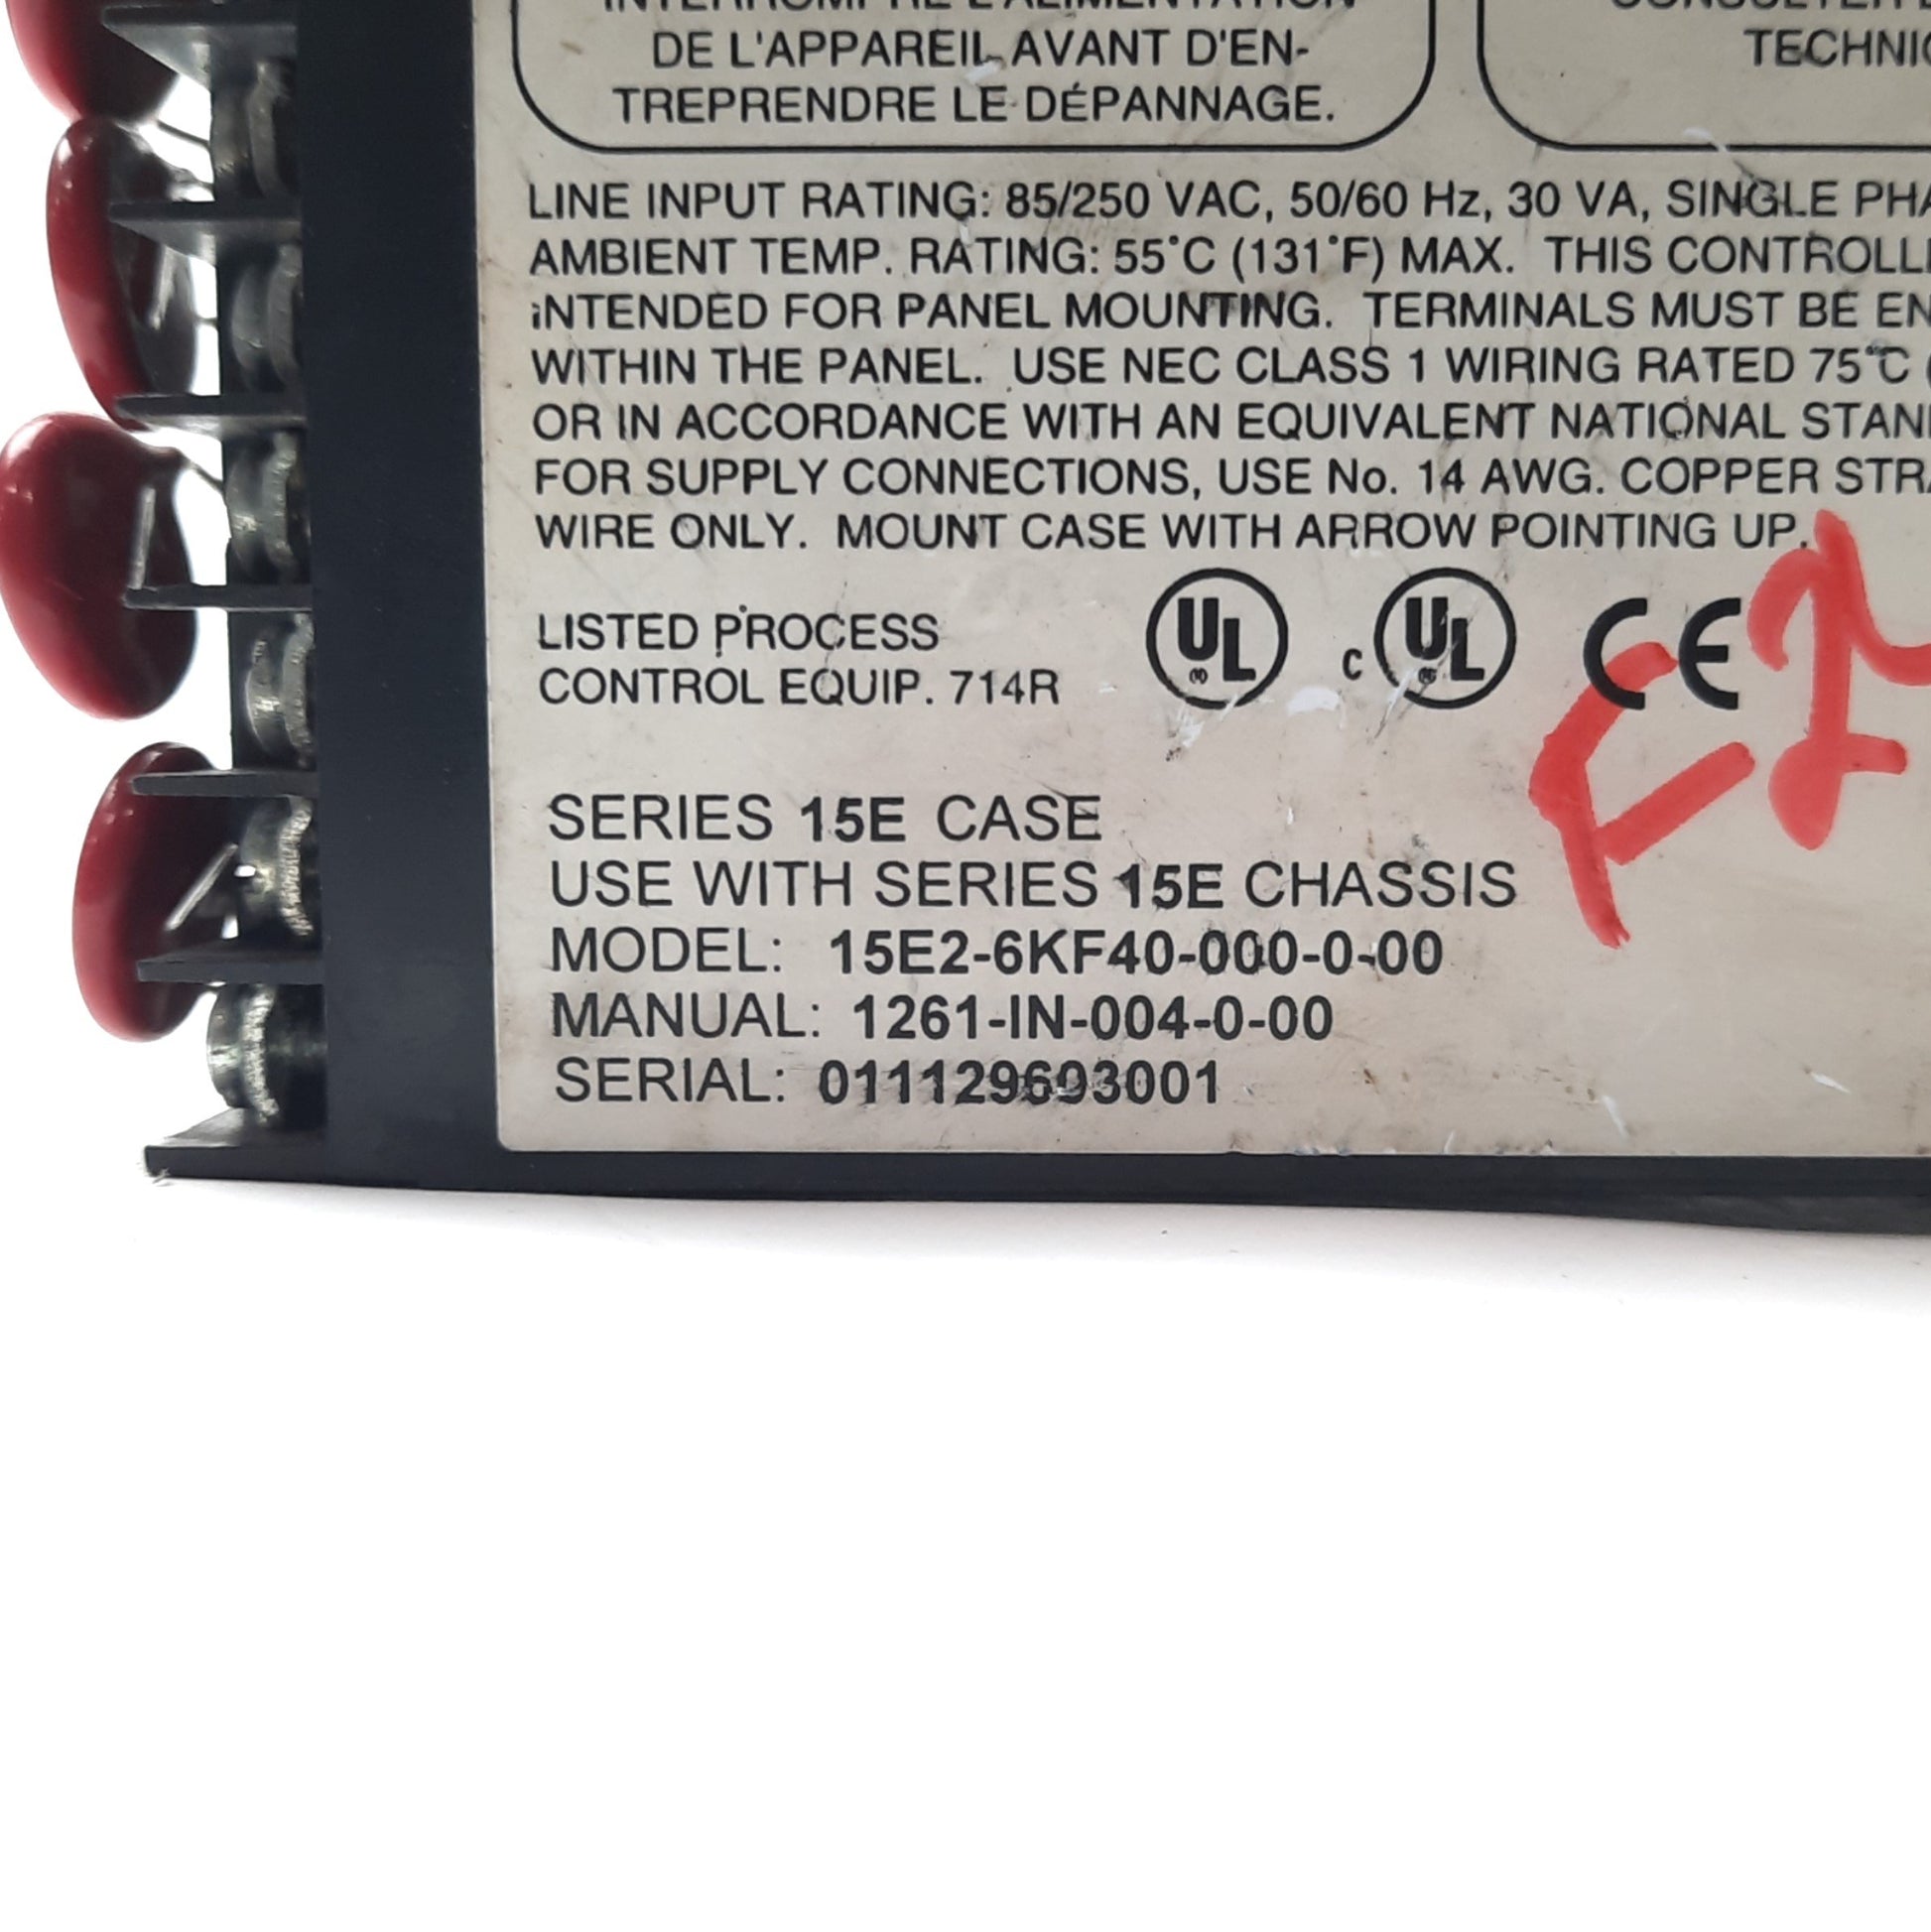 DE L'APPAREIL AVANT D'EN-
TREPRENDRE LE DÉPANNAGE.
LINE INPUT RATING: 85/250 VAC, 50/60 Hz, 30 VA, SINGLE PHA
AMBIENT TEMP. RATING: 55°C (131°F) MAX. THIS CONTROLL
INTENDED FOR PANEL MOUNTING. TERMINALS MUST BE EN
WITHIN THE PANEL. USE NEC CLASS 1 WIRING RATED 75°C (
OR IN ACCORDANCE WITH AN EQUIVALENT NATIONAL STAN
FOR SUPPLY CONNECTIONS, USE No. 14 AWG. COPPER STR
WIRE ONLY. MOUNT CASE WITH ARROW POINTING UP.
LISTED PROCESS
CONTROL EQUIP. 714R
UL ® c UL ® CE
SERIES 15E CASE
USE WITH SERIES 15E CHASSIS
MODEL: 15E2-6KF40-000-0-00
MANUAL: 1261-IN-004-0-00
SERIAL: 011129603001